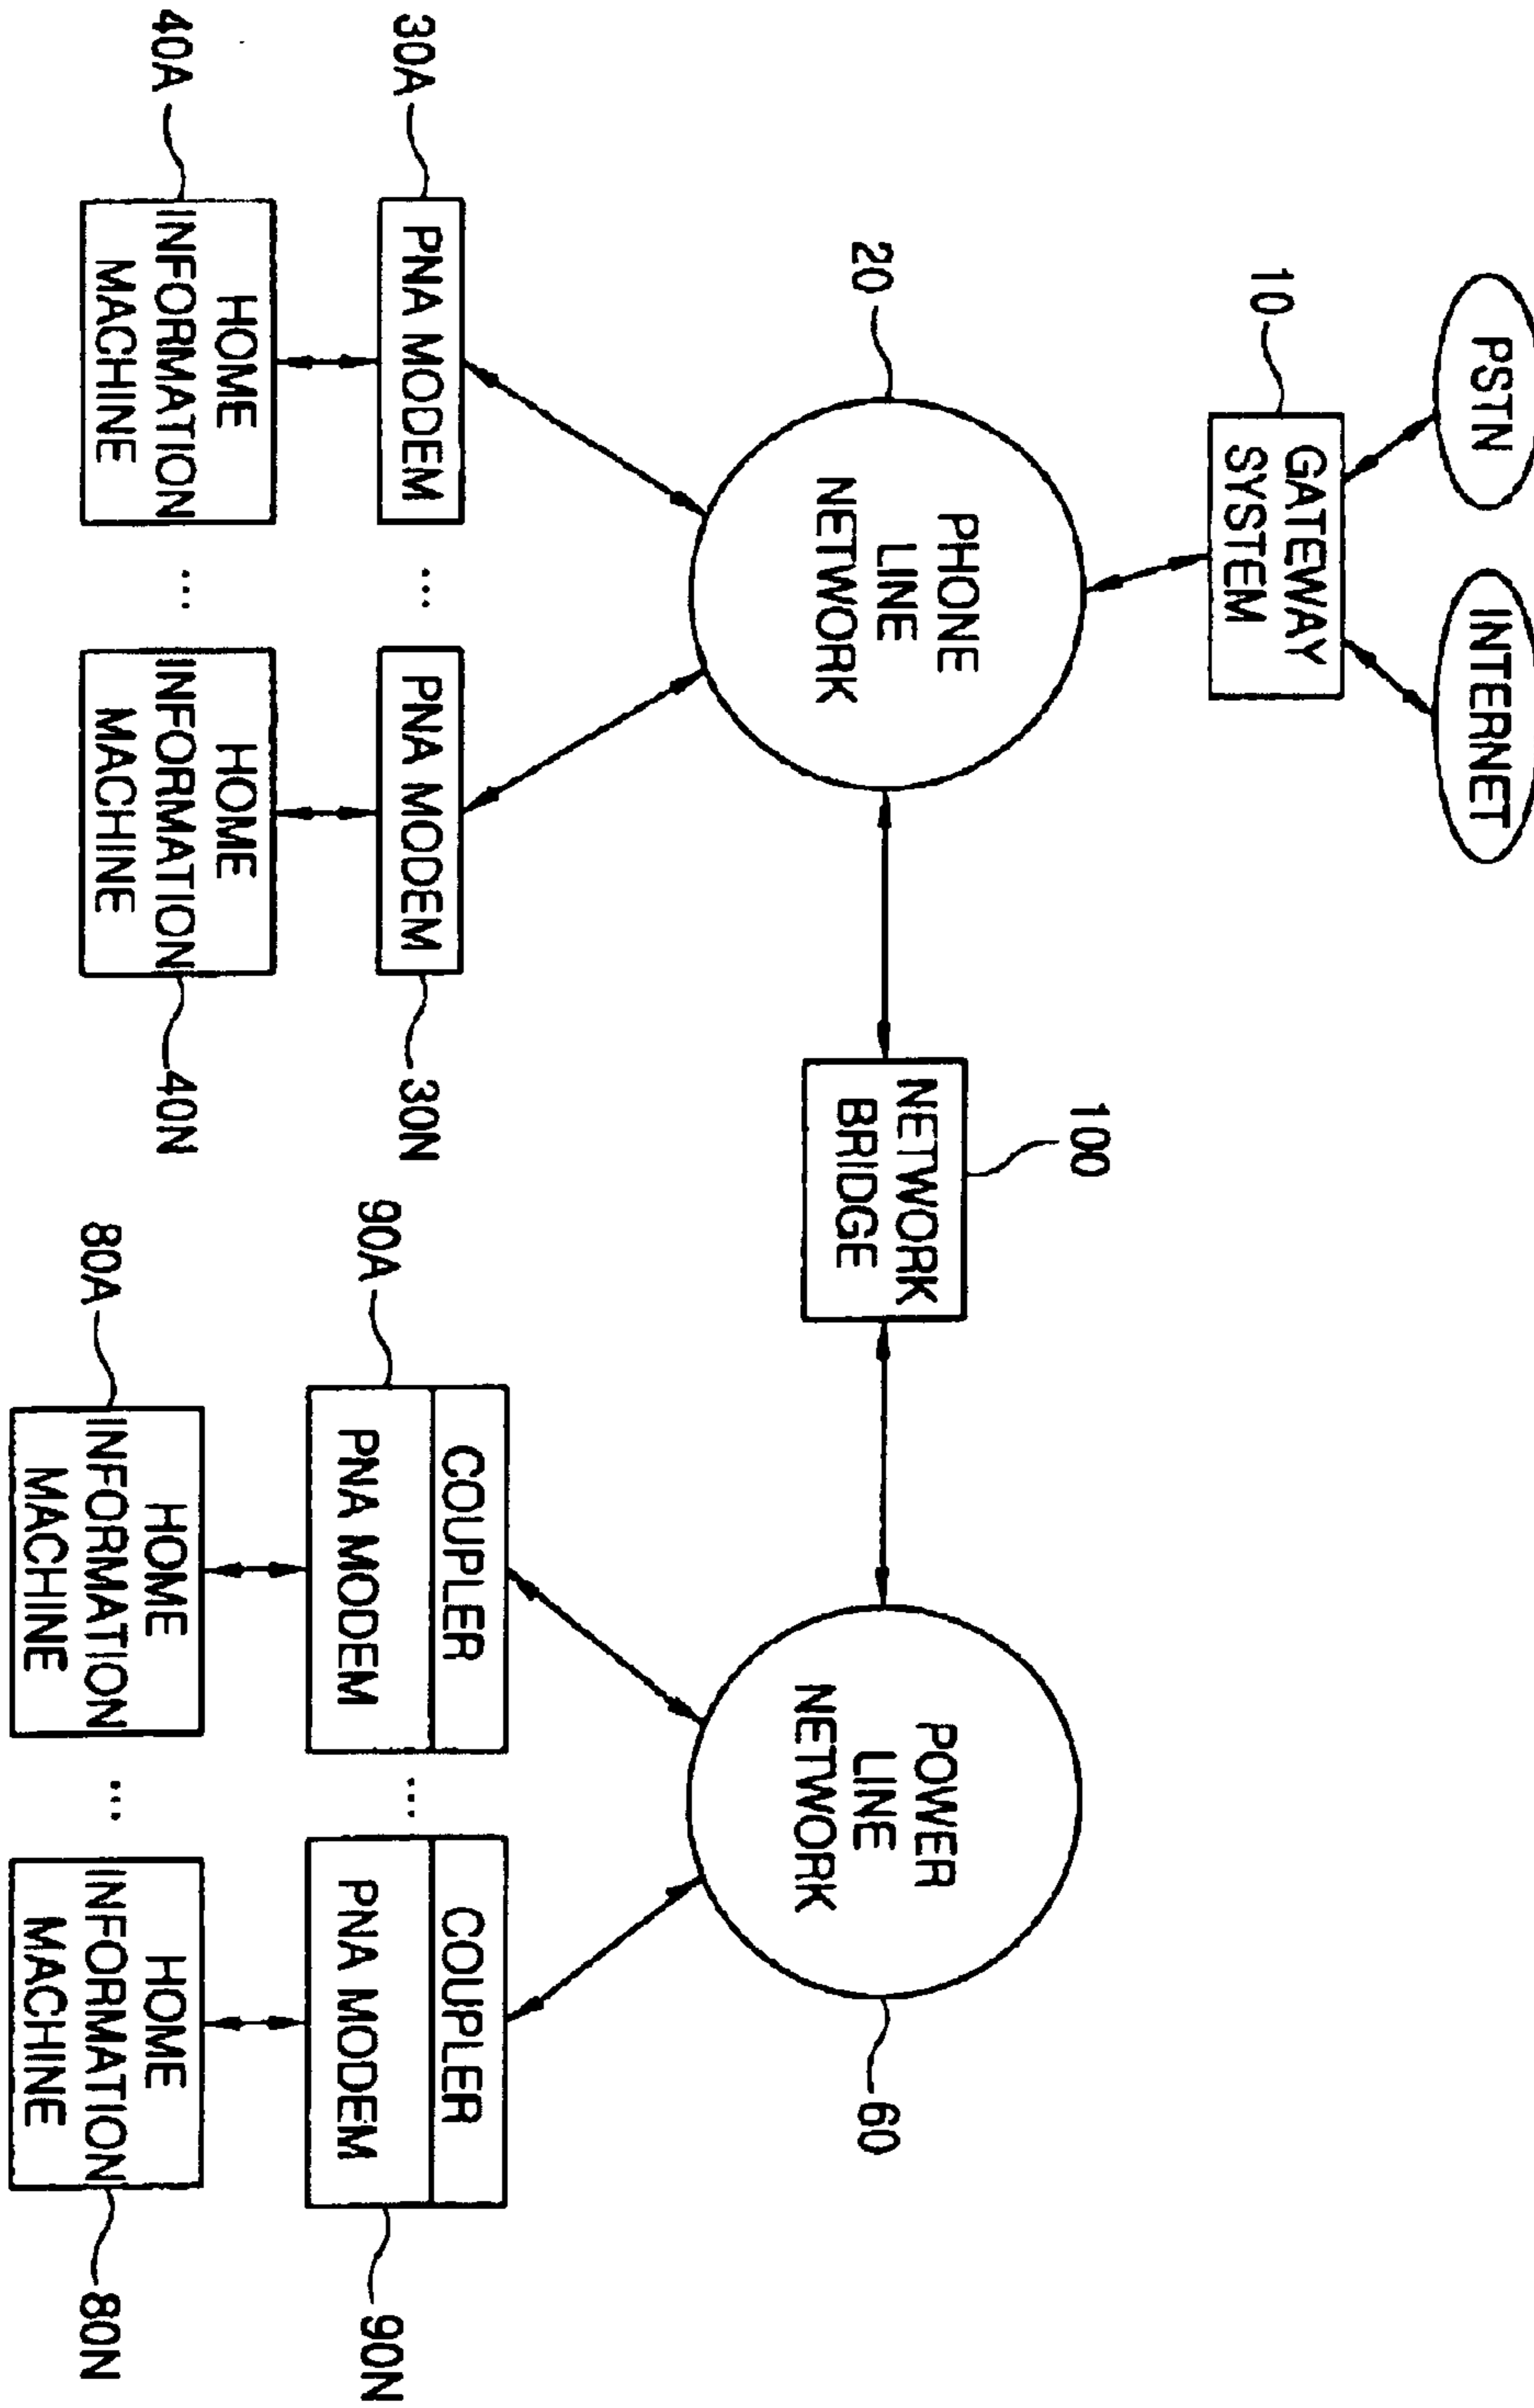 PSTN
INTERNET
10
GATEWAY
SYSTEM
20
PHONE
LINE
NETWORK
100
NETWORK
BRIDGE
POWER
LINE
NETWORK
60
30A
PNA MODEM
...
PNA MODEM
30N
90A
COUPLER
PNA MODEM
...
COUPLER
PNA MODEM
90N
40A
HOME
INFORMATION
MACHINE
...
HOME
INFORMATION
MACHINE
40N
80A
HOME
INFORMATION
MACHINE
...
HOME
INFORMATION
MACHINE
80N